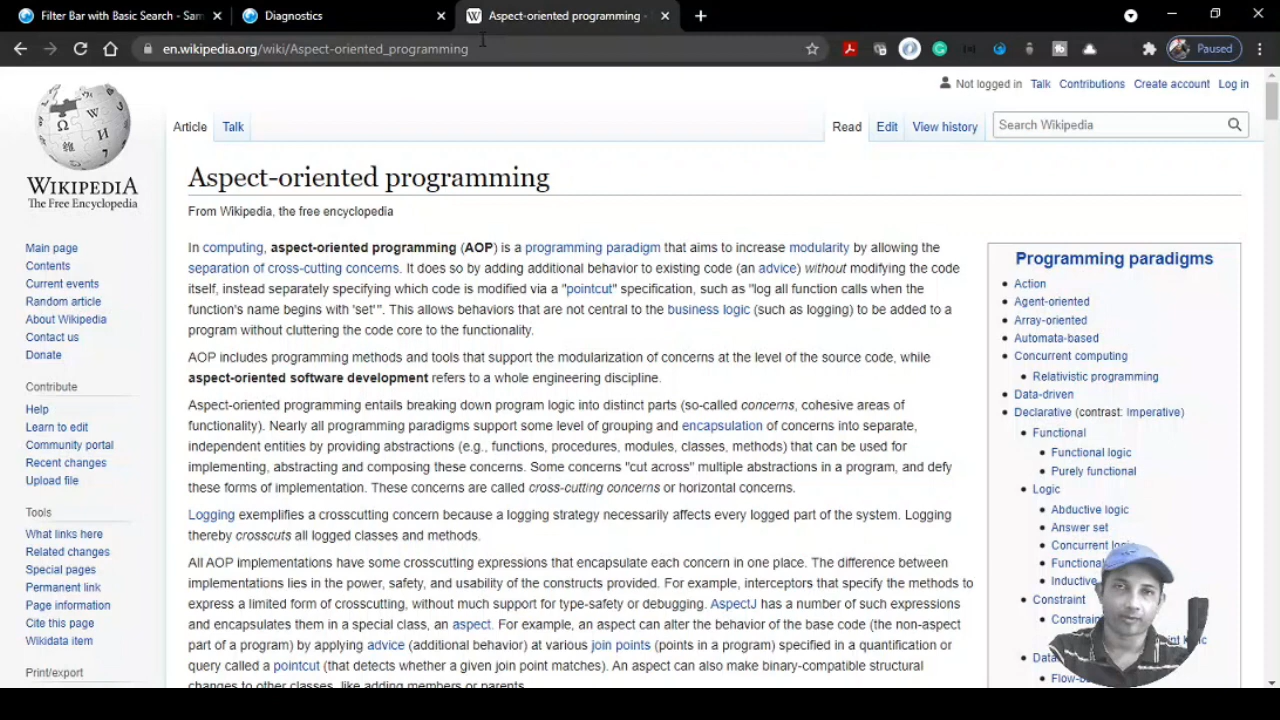 Filter Bar with Basic Search - Sam
Diagnostics
Aspect-oriented programming -
en.wikipedia.org/wiki/Aspect-oriented_programming
Paused
Not logged in Talk Contributions Create account Log in
Article Talk
Read Edit View history
Search Wikipedia
WIKIPEDIA
The Free Encyclopedia
Main page
Contents
Current events
Random article
About Wikipedia
Contact us
Donate
Contribute
Help
Learn to edit
Community portal
Recent changes
Upload file
Tools
What links here
Related changes
Special pages
Permanent link
Page information
Cite this page
Wikidata item
Print/export
Aspect-oriented programming
From Wikipedia, the free encyclopedia
In computing, aspect-oriented programming (AOP) is a programming paradigm that aims to increase modularity by allowing the
separation of cross-cutting concerns. It does so by adding additional behavior to existing code (an advice) without modifying the code
itself, instead separately specifying which code is modified via a "pointcut" specification, such as "log all function calls when the
function's name begins with 'set'". This allows behaviors that are not central to the business logic (such as logging) to be added to a
program without cluttering the code core to the functionality.
AOP includes programming methods and tools that support the modularization of concerns at the level of the source code, while
aspect-oriented software development refers to a whole engineering discipline.
Aspect-oriented programming entails breaking down program logic into distinct parts (so-called concerns, cohesive areas of
functionality). Nearly all programming paradigms support some level of grouping and encapsulation of concerns into separate,
independent entities by providing abstractions (e.g., functions, procedures, modules, classes, methods) that can be used for
implementing, abstracting and composing these concerns. Some concerns "cut across" multiple abstractions in a program, and defy
these forms of implementation. These concerns are called cross-cutting concerns or horizontal concerns.
Logging exemplifies a crosscutting concern because a logging strategy necessarily affects every logged part of the system. Logging
thereby crosscuts all logged classes and methods.
All AOP implementations have some crosscutting expressions that encapsulate each concern in one place. The difference between
implementations lies in the power, safety, and usability of the constructs provided. For example, interceptors that specify the methods to
express a limited form of crosscutting, without much support for type-safety or debugging. AspectJ has a number of such expressions
and encapsulates them in a special class, an aspect. For example, an aspect can alter the behavior of the base code (the non-aspect
part of a program) by applying advice (additional behavior) at various join points (points in a program) specified in a quantification or
query called a pointcut (that detects whether a given join point matches). An aspect can also make binary-compatible structural
changes to other classes, like adding members or parents.
Programming paradigms
Action
Agent-oriented
Array-oriented
Automata-based
Concurrent computing
Relativistic programming
Data-driven
Declarative (contrast: Imperative)
Functional
Functional logic
Purely functional
Logic
Abductive logic
Answer set
Concurrent logic
Functional
Inductive
Constraint
Constrain
Data